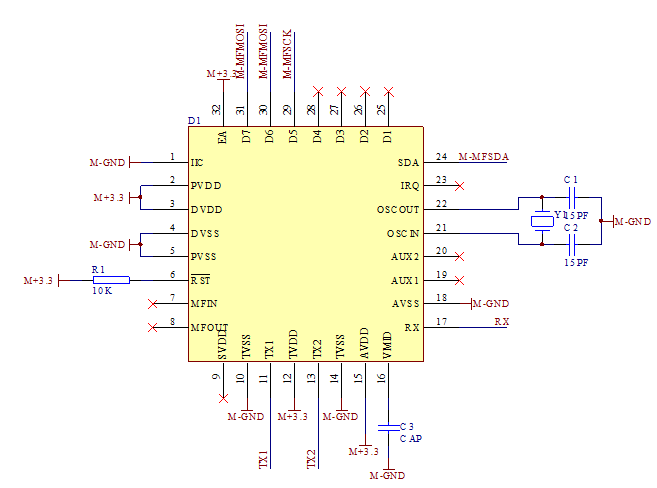 M-MFMOSI
M-MFMOSI
M-MFSCK
M+3.3
32
31
30
29
28
27
26
25
D1
EA
D7
D6
D5
D4
D3
D2
D1
M-GND
1
IIC
SDA
24
M-MFSDA
2
PVDD
IRQ
23
C1
M+3.3
3
DVDD
OSCOUT
22
Y1
15PF
M-GND
4
DVSS
OSCIN
21
C2
M-GND
5
PVSS
AUX2
20
15PF
R1
M+3.3
6
RST
AUX1
19
10K
7
MFIN
AVSS
18
M-GND
8
MFOUT
RX
17
RX
SVDD
TVSS
TX1
TVDD
TX2
TVSS
AVDD
VMID
9
10
11
12
13
14
15
16
M-GND
M+3.3
M-GND
C3
CAP
TX1
TX2
M+3.3
M-GND